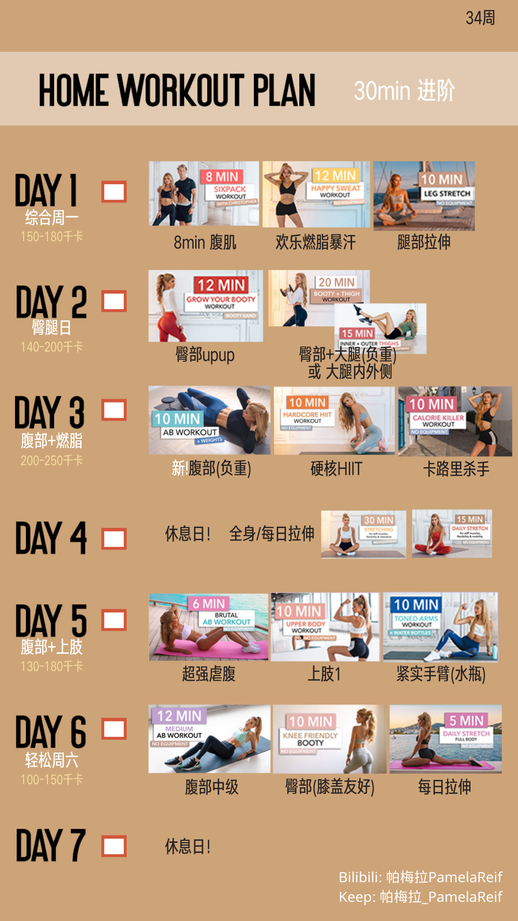 34周
HOME WORKOUT PLAN
30min 进阶
DAY 1
综合周一
150-180千卡
8 MIN
SIXPACK
WORKOUT
12 MIN
HAPPY SWEAT
WORKOUT
10 MIN
LEG STRETCH
NO EQUIPMENT
8min 腹肌
欢乐燃脂暴汗
腿部拉伸
DAY 2
臀腿日
140-200千卡
12 MIN
GROW YOUR BOOTY
WORKOUT
BOOTY BAND
20 MIN
BOOTY + THIGH
WORKOUT
15 MIN
INNER + OUTER THIGHS
臀部upup
臀部+大腿(负重)
或 大腿内外侧
DAY 3
腹部+燃脂
200-250千卡
10 MIN
AB WORKOUT
+ WEIGHTS
10 MIN
HARDCORE HIIT
WORKOUT
NO EQUIPMENT
10 MIN
CALORIE KILLER
WORKOUT
NO EQUIPMENT
新!腹部(负重)
硬核HIIT
卡路里杀手
DAY 4
休息日!
全身/每日拉伸
30 MIN
STRETCHING
15 MIN
DAILY STRETCH
DAY 5
腹部+上肢
130-180千卡
6 MIN
BRUTAL
AB WORKOUT
10 MIN
UPPER BODY
WORKOUT
NO EQUIPMENT
10 MIN
TONED ARMS
WORKOUT
+ WATER BOTTLES
超强虐腹
上肢1
紧实手臂(水瓶)
DAY 6
轻松周六
100-150千卡
12 MIN
MEDIUM
AB WORKOUT
NO EQUIPMENT
10 MIN
KNEE FRIENDLY
BOOTY
NO EQUIPMENT
5 MIN
DAILY STRETCH
FULL BODY
腹部中级
臀部(膝盖友好)
每日拉伸
DAY 7
休息日!
Bilibili: 帕梅拉PamelaReif
Keep: 帕梅拉_PamelaReif